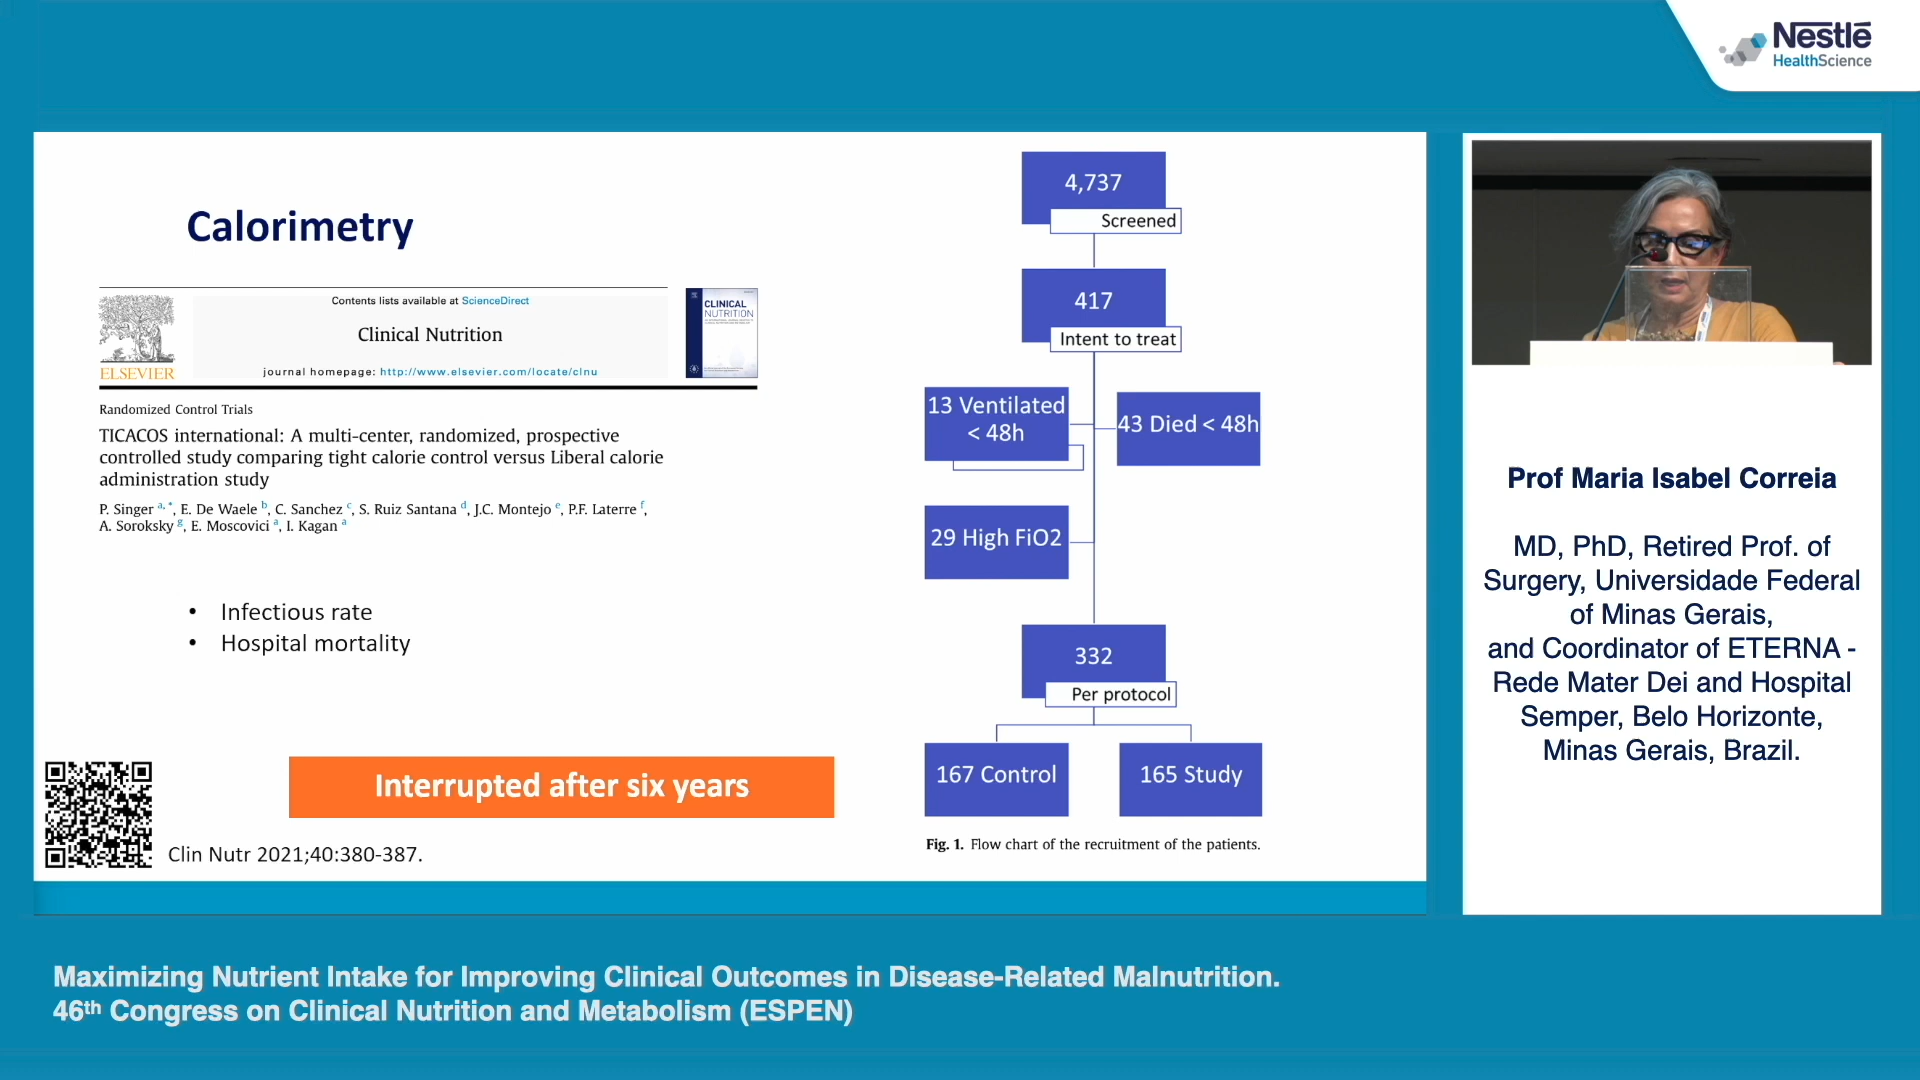 Nestlé
HealthScience
Calorimetry
Contents lists available at ScienceDirect
Clinical Nutrition
journal homepage: http://www.elsevier.com/locate/clnu
ELSEVIER
CLINICAL
NUTRITION
Randomized Control Trials
TICACOS international: A multi-center, randomized, prospective
controlled study comparing tight calorie control versus Liberal calorie
administration study
P. Singer a, *, E. De Waele b, C. Sanchez c, S. Ruiz Santana d, J.C. Montejo e, P.F. Laterre f,
A. Soroksky g, E. Moscovici a, I. Kagan a
• Infectious rate
• Hospital mortality
Interrupted after six years
Clin Nutr 2021;40:380-387.
4,737
Screened
417
Intent to treat
13 Ventilated
< 48h
43 Died < 48h
29 High FiO2
332
Per protocol
167 Control
165 Study
Fig. 1. Flow chart of the recruitment of the patients.
Prof Maria Isabel Correia
MD, PhD, Retired Prof. of
Surgery, Universidade Federal
of Minas Gerais,
and Coordinator of ETERNA -
Rede Mater Dei and Hospital
Semper, Belo Horizonte,
Minas Gerais, Brazil.
Maximizing Nutrient Intake for Improving Clinical Outcomes in Disease-Related Malnutrition.
46th Congress on Clinical Nutrition and Metabolism (ESPEN)